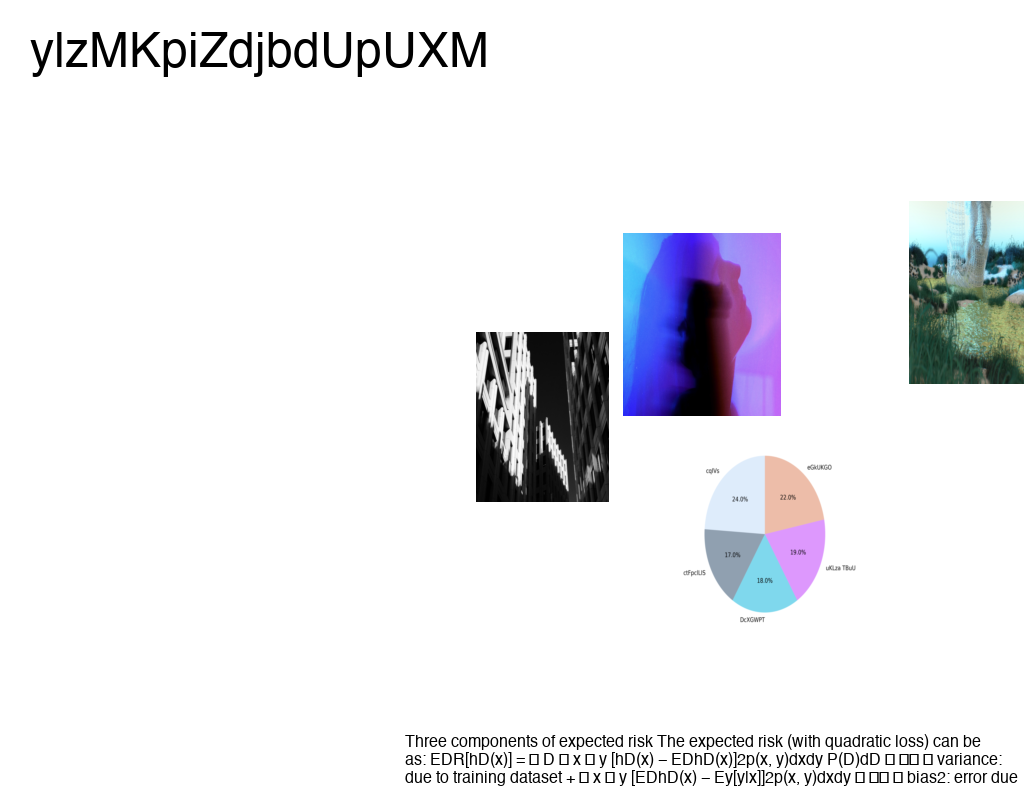 ylzMKpiZdjbdUpUXM
cqlVs
eGkUKGO
24.0%
22.0%
17.0%
19.0%
18.0%
uKLza TBuU
DcXGWPT
Three components of expected risk The expected risk (with quadratic loss) can be
as: EDR[hD(x)] = □ D □ x □ y [hD(x) − EDhD(x)]2p(x, y)dxdy P(D)dD □ □□ □ variance:
due to training dataset + □ x □ y [EDhD(x) − Ey[y|x]]2p(x, y)dxdy □ □□ □ bias2: error due